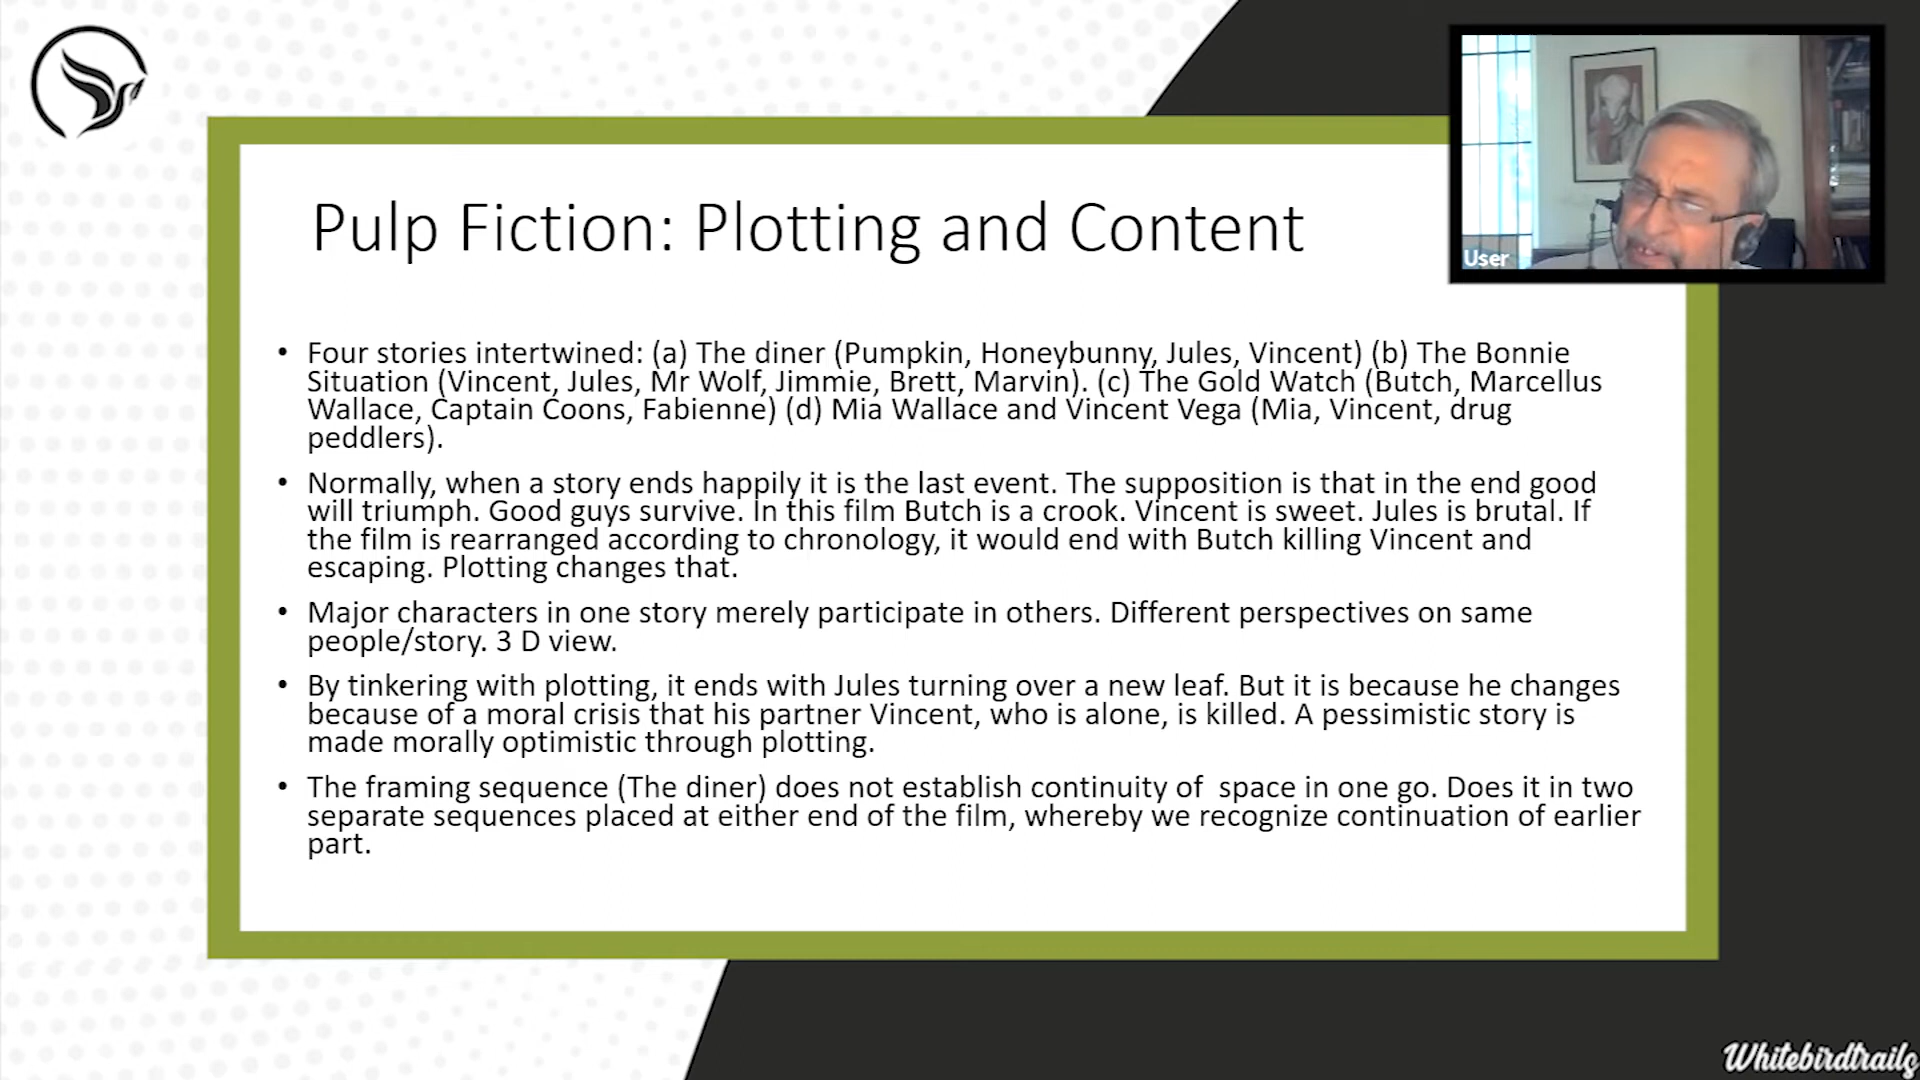 Pulp Fiction: Plotting and Content
User
• Four stories intertwined: (a) The diner (Pumpkin, Honeybunny, Jules, Vincent) (b) The Bonnie
Situation (Vincent, Jules, Mr Wolf, Jimmie, Brett, Marvin). (c) The Gold Watch (Butch, Marcellus
Wallace, Captain Coons, Fabienne) (d) Mia Wallace and Vincent Vega (Mia, Vincent, drug
peddlers).
• Normally, when a story ends happily it is the last event. The supposition is that in the end good
will triumph. Good guys survive. In this film Butch is a crook. Vincent is sweet. Jules is brutal. If
the film is rearranged according to chronology, it would end with Butch killing Vincent and
escaping. Plotting changes that.
• Major characters in one story merely participate in others. Different perspectives on same
people/story. 3 D view.
• By tinkering with plotting, it ends with Jules turning over a new leaf. But it is because he changes
because of a moral crisis that his partner Vincent, who is alone, is killed. A pessimistic story is
made morally optimistic through plotting.
• The framing sequence (The diner) does not establish continuity of space in one go. Does it in two
separate sequences placed at either end of the film, whereby we recognize continuation of earlier
part.
Whitebirdtrails